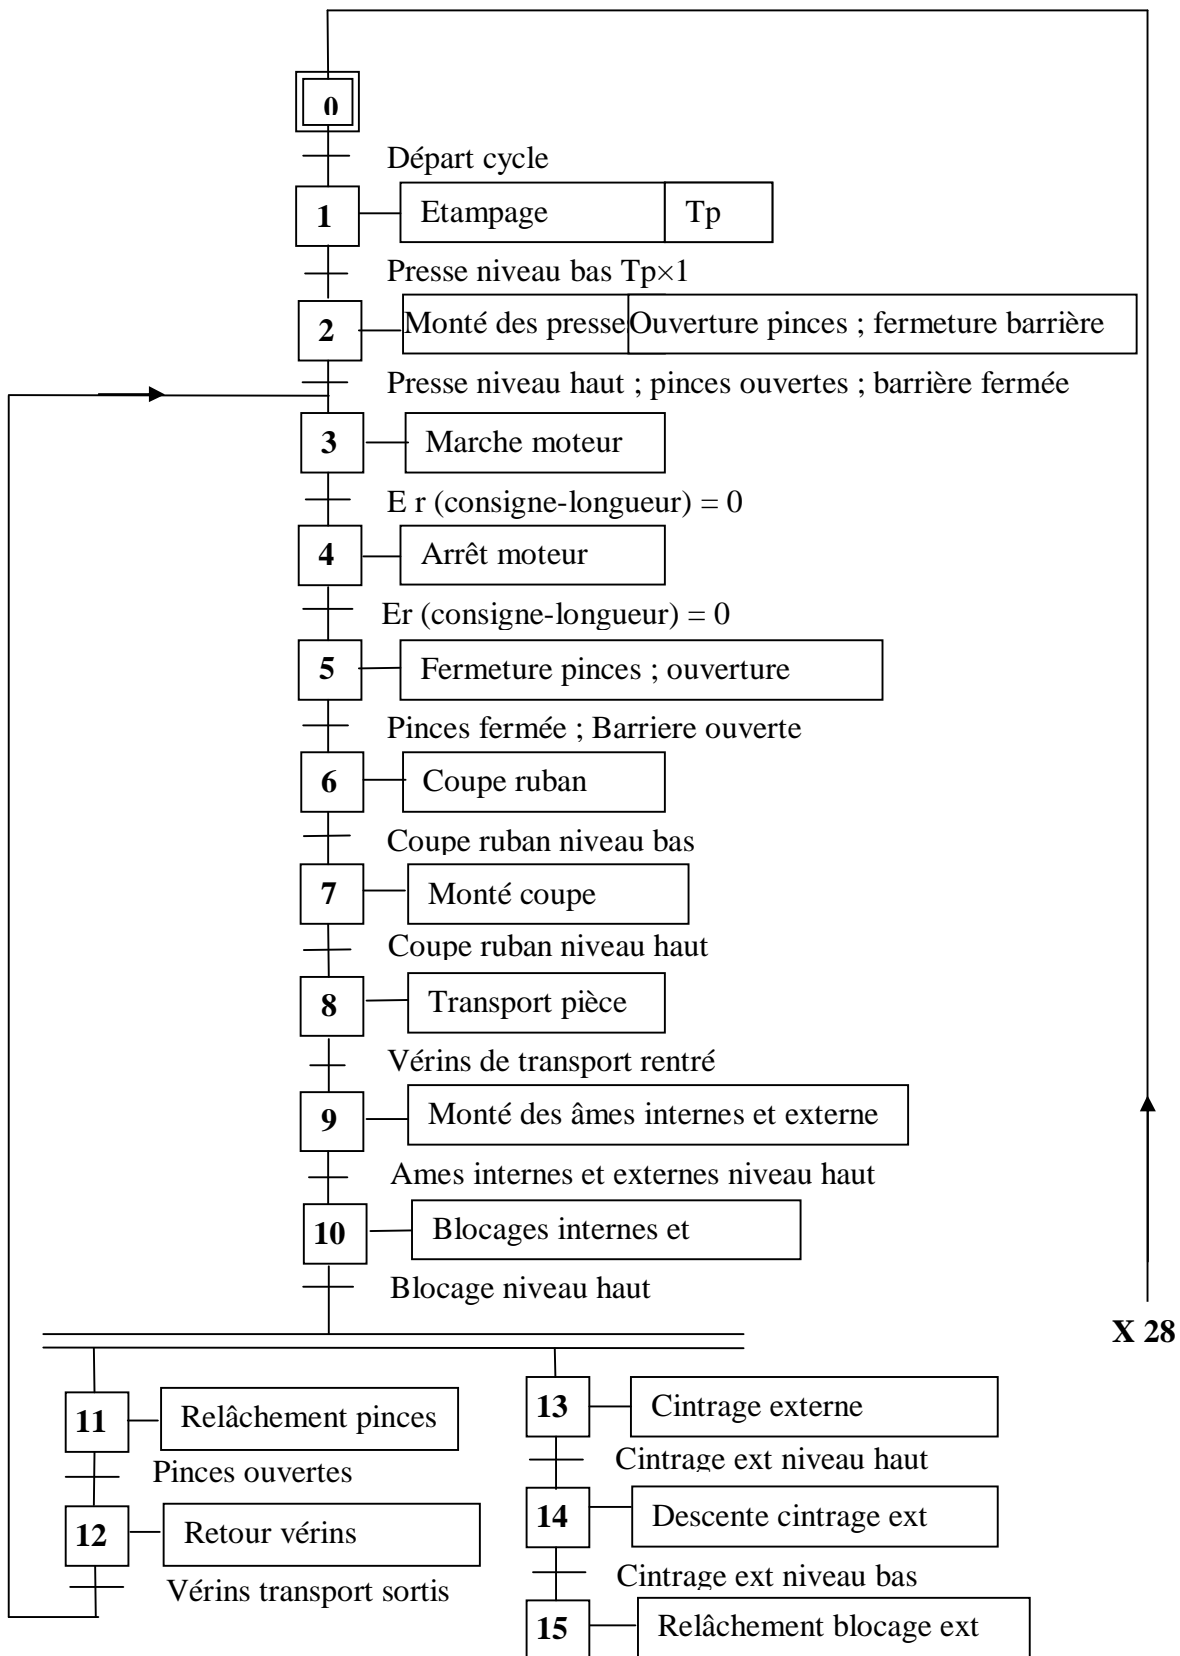 0
Départ cycle
1 Etampage Tp
Presse niveau bas Tp×1
2 Monté des presse Ouverture pinces ; fermeture barrière
Presse niveau haut ; pinces ouvertes ; barrière fermée
3 Marche moteur
E r (consigne-longueur) = 0
4 Arrêt moteur
Er (consigne-longueur) = 0
5 Fermeture pinces ; ouverture
Pinces fermée ; Barriere ouverte
6 Coupe ruban
Coupe ruban niveau bas
7 Monté coupe
Coupe ruban niveau haut
8 Transport pièce
Vérins de transport rentré
9 Monté des âmes internes et externe
Ames internes et externes niveau haut
10 Blocages internes et
Blocage niveau haut
X 28
11 Relâchement pinces
Pinces ouvertes
12 Retour vérins
Vérins transport sortis
13 Cintrage externe
Cintrage ext niveau haut
14 Descente cintrage ext
Cintrage ext niveau bas
15 Relâchement blocage ext